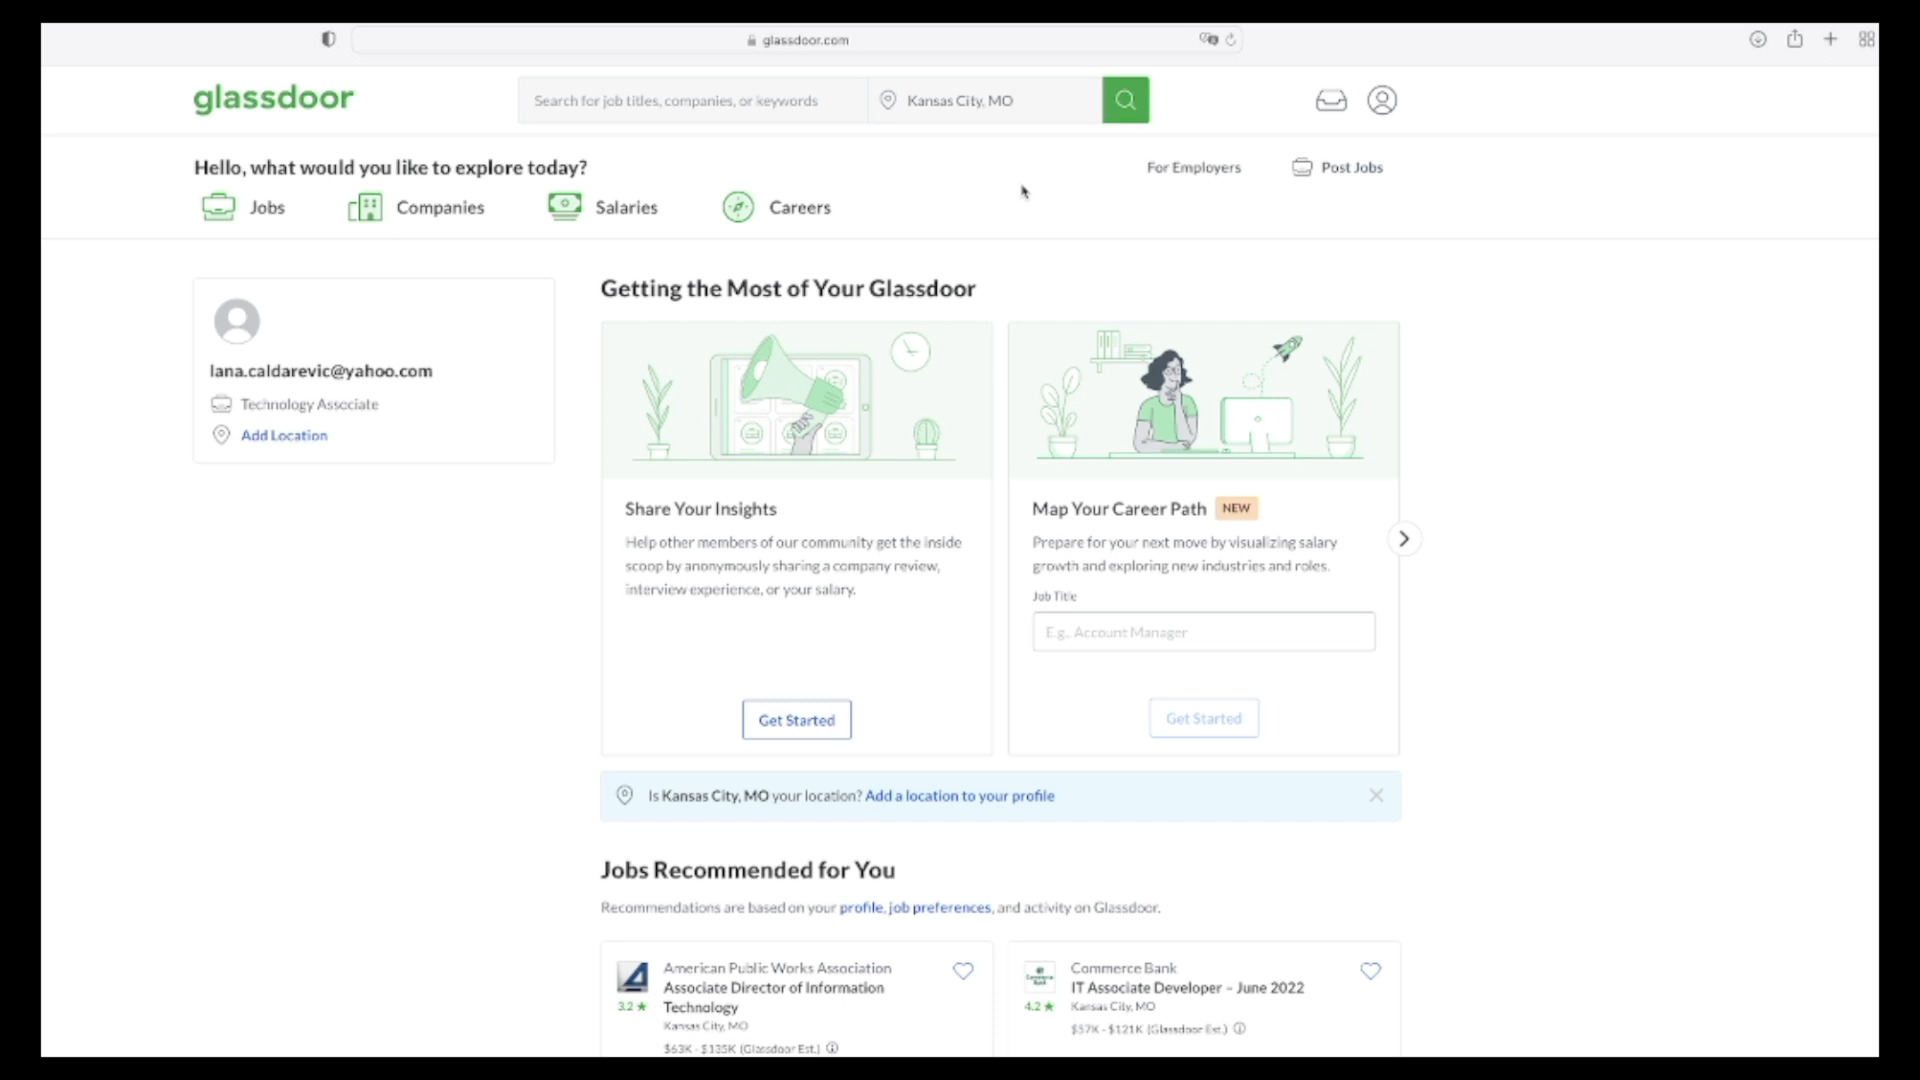 glassdoor.com
glassdoor
Search for job titles, companies, or keywords
Kansas City, MO
Hello, what would you like to explore today?
For Employers
Post Jobs
Jobs
Companies
Salaries
Careers
lana.caldarevic@yahoo.com
Technology Associate
Add Location
Getting the Most of Your Glassdoor
Share Your Insights
Help other members of our community get the inside
scoop by anonymously sharing a company review,
interview experience, or your salary.
Get Started
Map Your Career Path NEW
Prepare for your next move by visualizing salary
growth and exploring new industries and roles.
Job Title
E.g., Account Manager
Get Started
Is Kansas City, MO your location? Add a location to your profile
Jobs Recommended for You
Recommendations are based on your profile, job preferences, and activity on Glassdoor.
American Public Works Association
Associate Director of Information
Technology
3.2 ★
Kansas City, MO
$63K - $135K (Glassdoor Est.)
Commerce Bank
Commerce Bank
IT Associate Developer – June 2022
4.2 ★
Kansas City, MO
$57K - $121K (Glassdoor Est.)